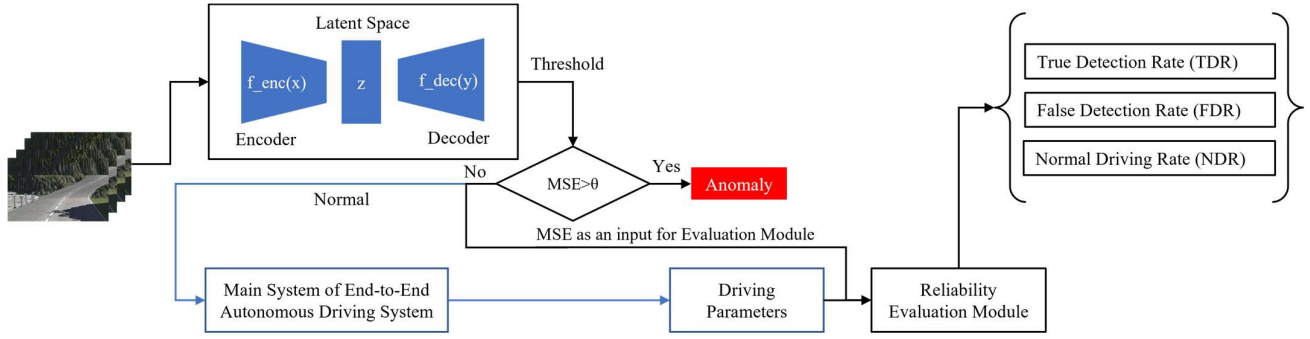 Latent Space
f_enc(x)
z
f_dec(y)
Encoder
Decoder
Threshold
MSE>θ
No
Yes
Anomaly
Normal
MSE as an input for Evaluation Module
Main System of End-to-End
Autonomous Driving System
Driving
Parameters
Reliability
Evaluation Module
True Detection Rate (TDR)
False Detection Rate (FDR)
Normal Driving Rate (NDR)